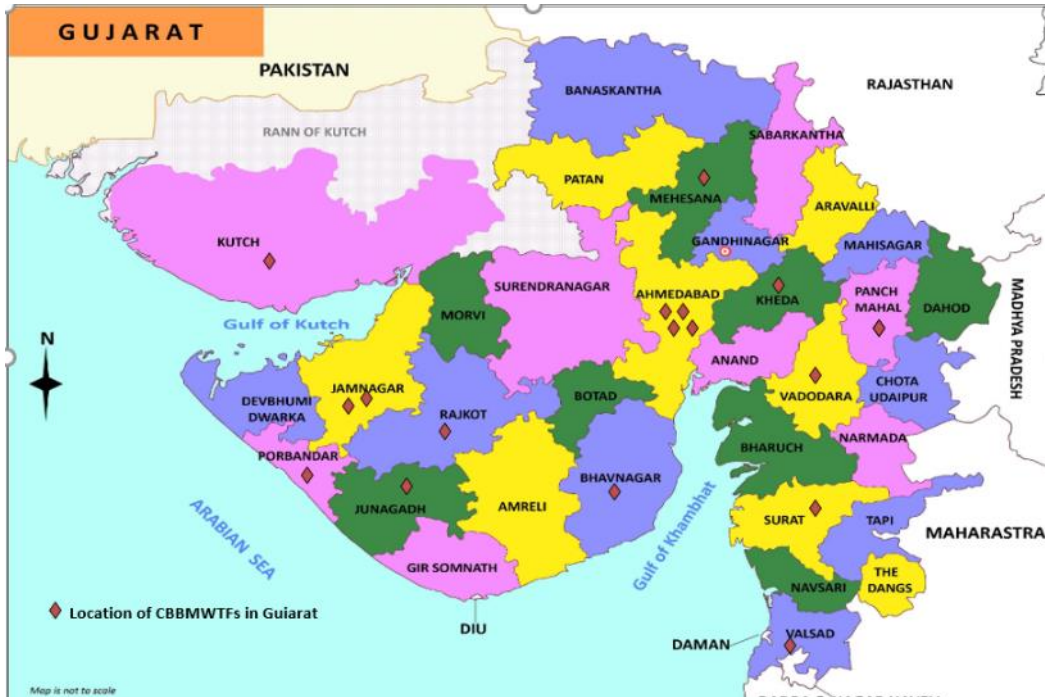 GUJARAT
PAKISTAN
RAJASTHAN
BANASKANTHA
RANN OF KUTCH
SABARKANTHA
PATAN
MEHESANA
ARAVALLI
KUTCH
GANDHINAGAR
MAHISAGAR
SURENDRANAGAR
AHMEDABAD
KHEDA
PANCH
MAHAL
DAHOD
MADHYA PRADESH
MORVI
Gulf of Kutch
N
ANAND
JAMNAGAR
DEVBHUMI
DWARKA
RAJKOT
BOTAD
VADODARA
CHOTA
UDAIPUR
PORBANDAR
BHARUCH
NARMADA
BHAVNAGAR
JUNAGADH
AMRELI
SURAT
TAPI
MAHARASTRA
ARABIAN SEA
Gulf of Khambhat
GIR SOMNATH
NAVSARI
THE
DANGS
Location of CBBMWTFs in Guiarat
DIU
DAMAN
VALSAD
Map is not to scale